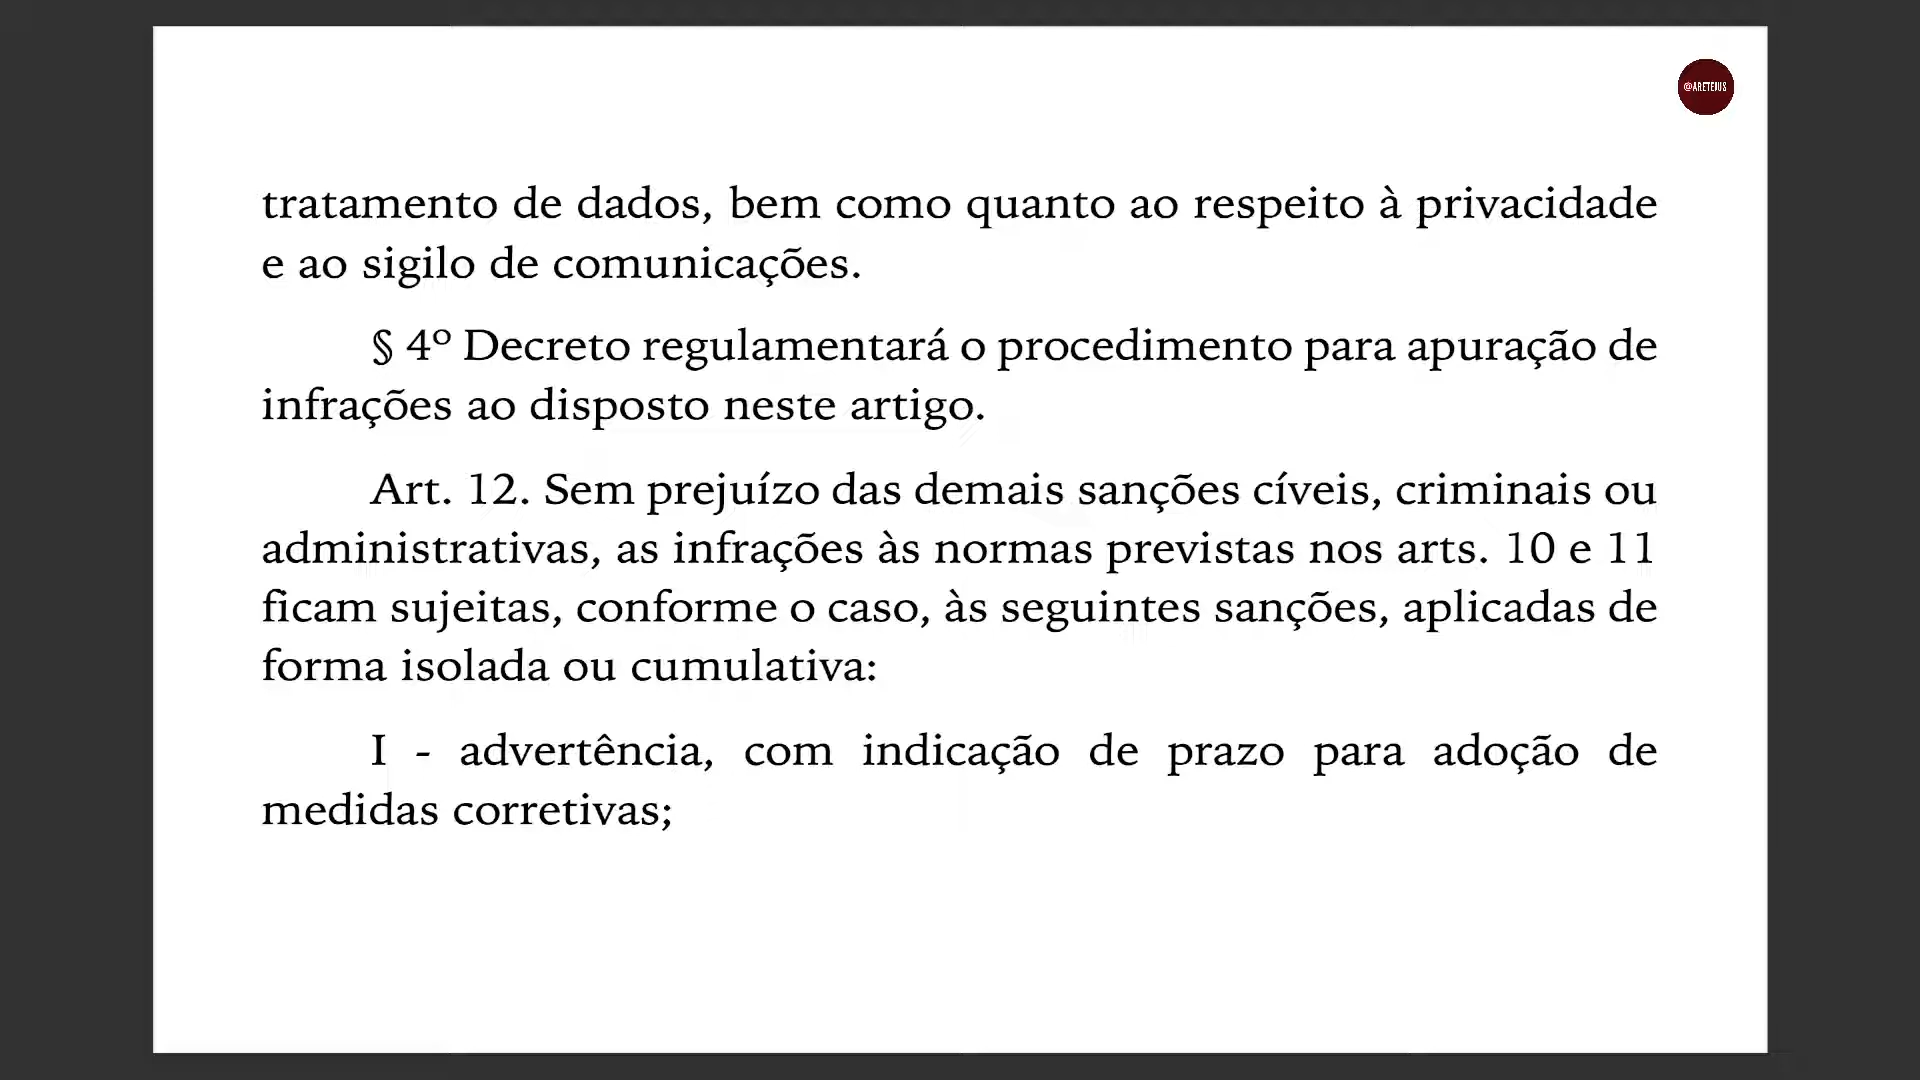 @ARETEJUS
tratamento de dados, bem como quanto ao respeito à privacidade
e ao sigilo de comunicações.
§ 4º Decreto regulamentará o procedimento para apuração de
infrações ao disposto neste artigo.
Art. 12. Sem prejuízo das demais sanções cíveis, criminais ou
administrativas, as infrações às normas previstas nos arts. 10 e 11
ficam sujeitas, conforme o caso, às seguintes sanções, aplicadas de
forma isolada ou cumulativa:
I - advertência, com indicação de prazo para adoção de
medidas corretivas;